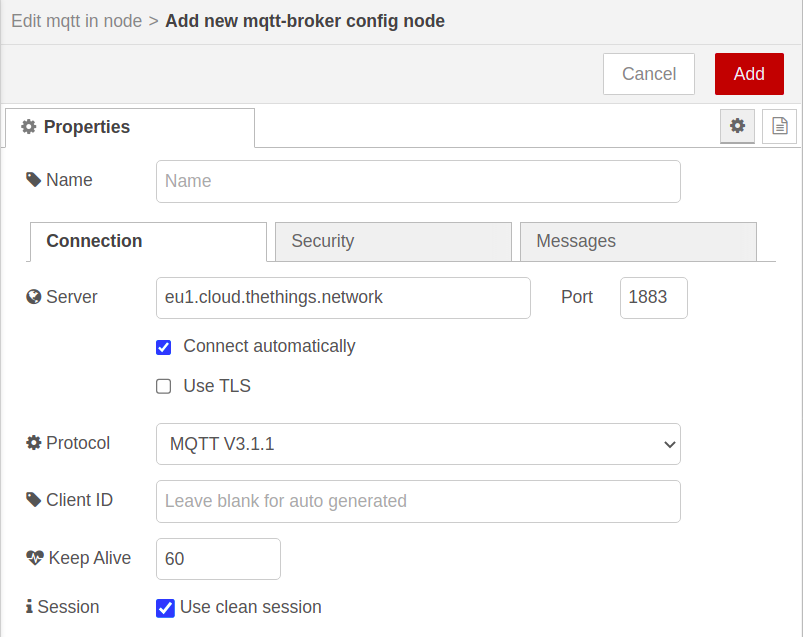 Edit mqtt in node > Add new mqtt-broker config node
Cancel Add
Properties
Name Name
Connection Security Messages
Server eu1.cloud.thethings.network Port 1883
Connect automatically
Use TLS
Protocol MQTT V3.1.1
Client ID Leave blank for auto generated
Keep Alive 60
Session Use clean session